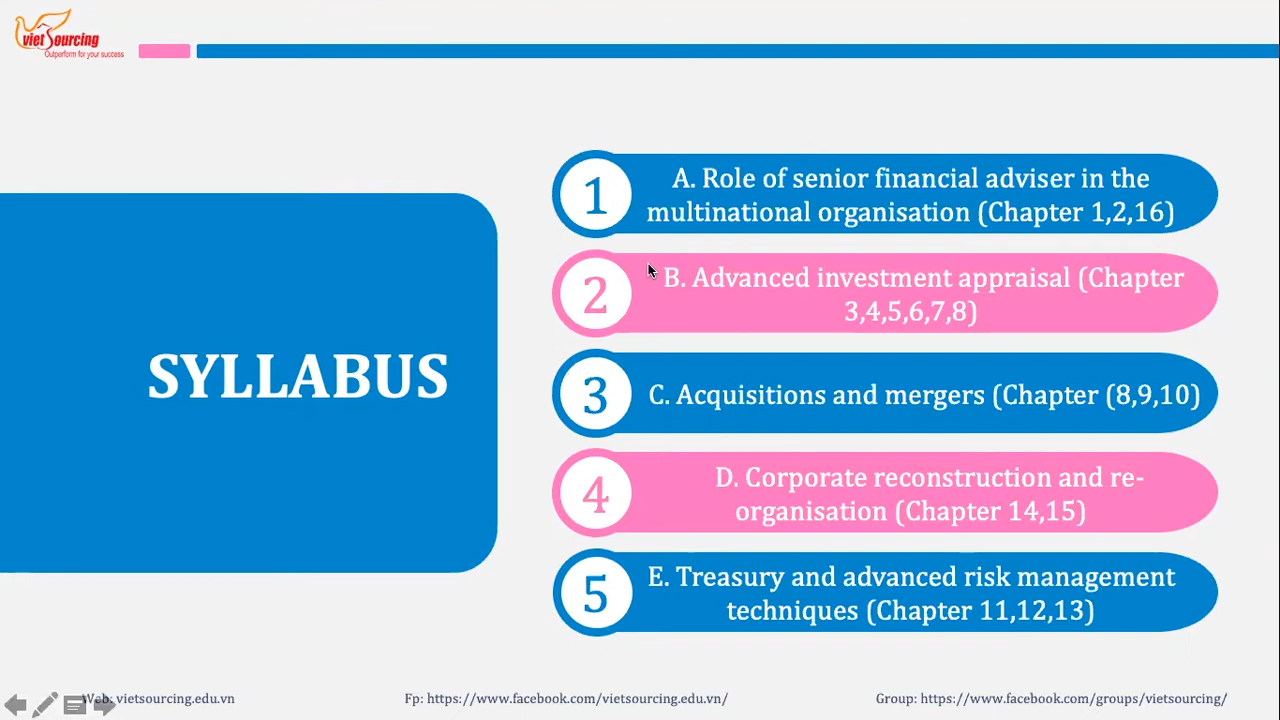 viet Sourcing
Outperform for your success
SYLLABUS
1
A. Role of senior financial adviser in the
multinational organisation (Chapter 1,2,16)
2
B. Advanced investment appraisal (Chapter
3,4,5,6,7,8)
3
C. Acquisitions and mergers (Chapter (8,9,10)
4
D. Corporate reconstruction and re-
organisation (Chapter 14,15)
5
E. Treasury and advanced risk management
techniques (Chapter 11,12,13)
Web: vietsourcing.edu.vn
Fp: https://www.facebook.com/vietsourcing.edu.vn/
Group: https://www.facebook.com/groups/vietsourcing/